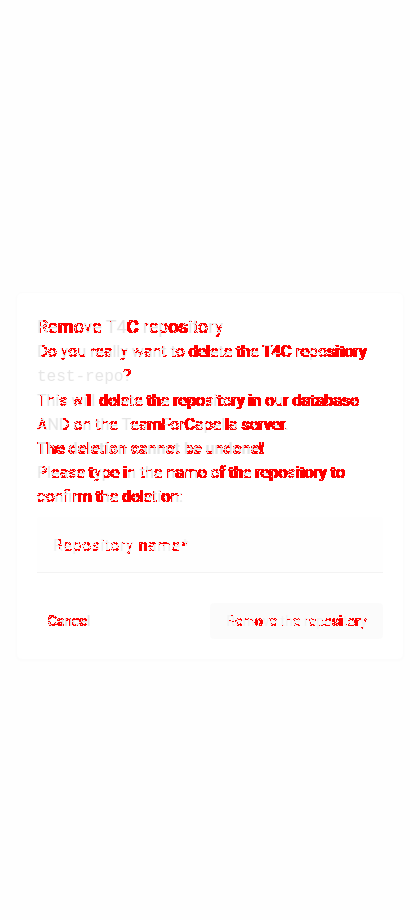 Remove T4C repository
Do you really want to delete the T4C repository
test-repo?
This will delete the repository in our database
AND on the TeamForCapella server.
The deletion cannot be undone!
Please type in the name of the repository to
confirm the deletion:
Repository name*
Cancel
Remove the repository